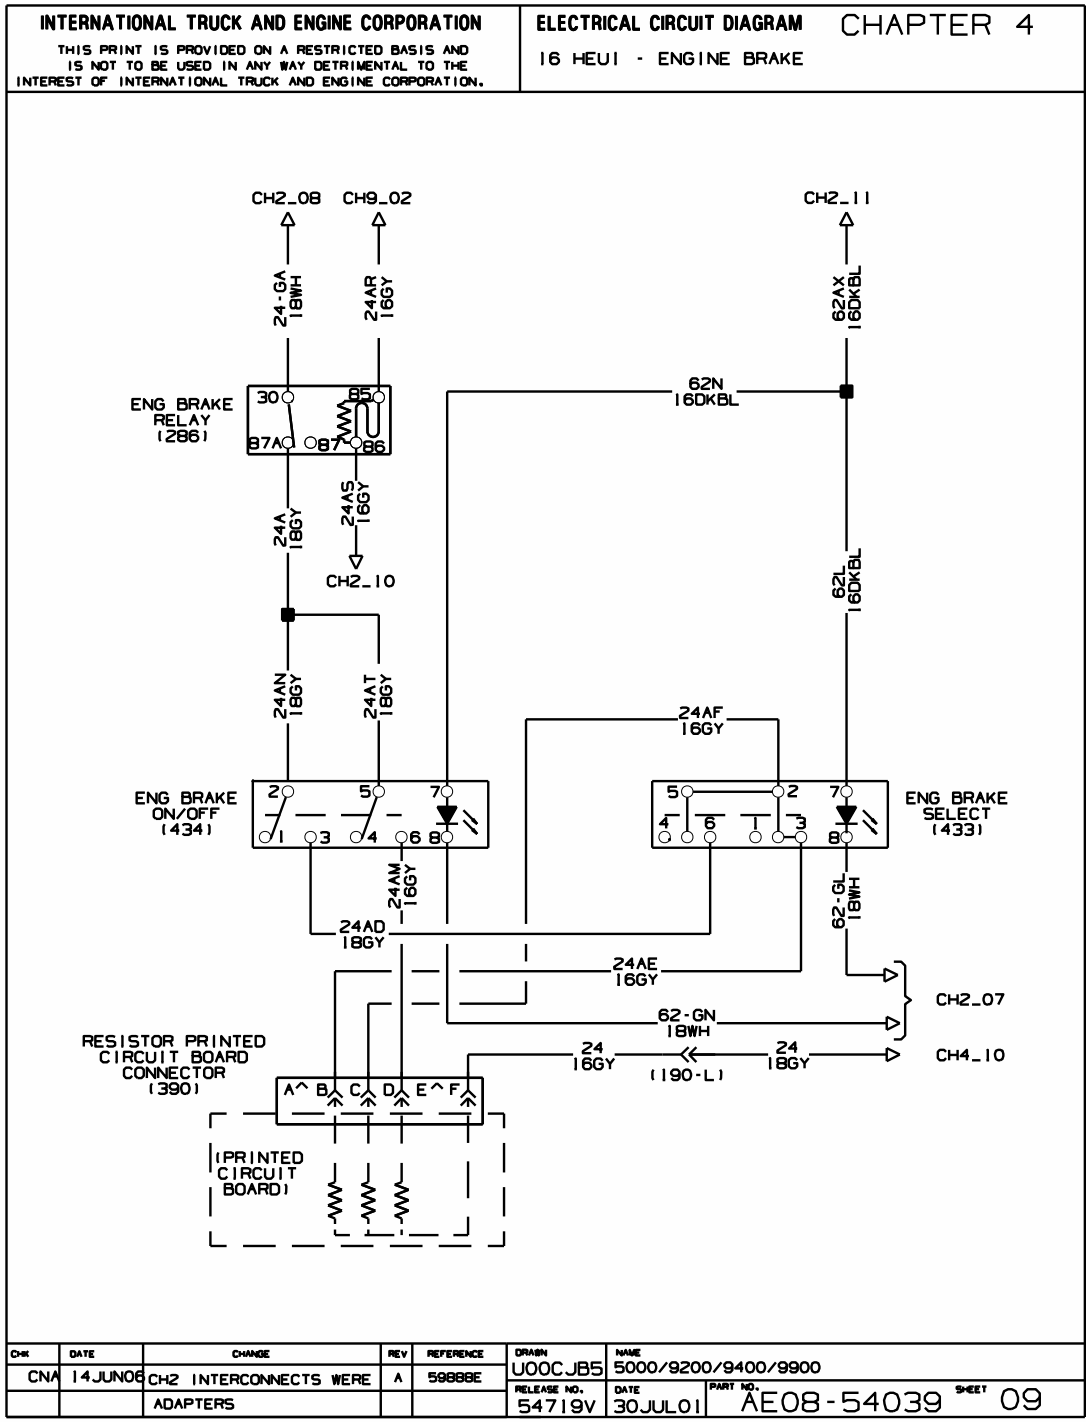 INTERNATIONAL TRUCK AND ENGINE CORPORATION
THIS PRINT IS PROVIDED ON A RESTRICTED BASIS AND
IS NOT TO BE USED IN ANY WAY DETRIMENTAL TO THE
INTEREST OF INTERNATIONAL TRUCK AND ENGINE CORPORATION.
ELECTRICAL CIRCUIT DIAGRAM CHAPTER 4
16 HEUI - ENGINE BRAKE
CH2_08 CH9_02 CH2_11
24-GA
18WH
24AR
16GY
62AX
16DKBL
62N
16DKBL
ENG BRAKE
RELAY
(286)
30 85
87A 87 86
24A
18GY
24AS
16GY
CH2_10
62L
16DKBL
24AN
18GY
24AT
18GY
24AF
16GY
ENG BRAKE
ON/OFF
(434)
2 5 7
1 3 4 6 8
5 2 7
4 6 1 3 8
ENG BRAKE
SELECT
(433)
24AM
16GY
62-GL
18WH
24AD
18GY
24AE
16GY
CH2_07
62-GN
18WH
24
16GY
(190-L)
24
18GY
CH4_10
RESISTOR PRINTED
CIRCUIT BOARD
CONNECTOR
(390)
A^ B C D E^ F
(PRINTED
CIRCUIT
BOARD)
CHK DATE CHANGE REV REFERENCE
CNA 14JUN06 CH2 INTERCONNECTS WERE A 59888E
ADAPTERS
DRAWN
U00CJB5
NAME
5000/9200/9400/9900
RELEASE NO.
54719V
DATE
30JUL01
PART NO.
AE08-54039
SHEET
09